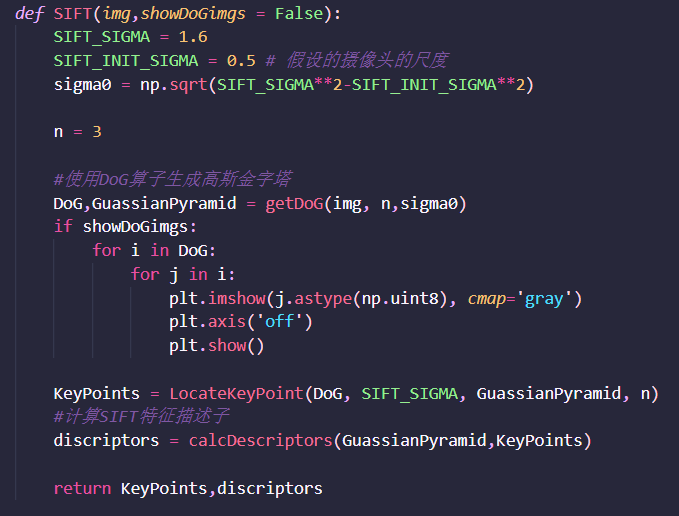 def SIFT(img,showDoGimgs = False):
SIFT_SIGMA = 1.6
SIFT_INIT_SIGMA = 0.5 # 假设的摄像头的尺度
sigma0 = np.sqrt(SIFT_SIGMA**2-SIFT_INIT_SIGMA**2)
n = 3
#使用DoG算子生成高斯金字塔
DoG,GuassianPyramid = getDoG(img, n,sigma0)
if showDoGimgs:
for i in DoG:
for j in i:
plt.imshow(j.astype(np.uint8), cmap='gray')
plt.axis('off')
plt.show()
KeyPoints = LocateKeyPoint(DoG, SIFT_SIGMA, GuassianPyramid, n)
#计算SIFT特征描述子
discriptors = calcDescriptors(GuassianPyramid,KeyPoints)
return KeyPoints,discriptors